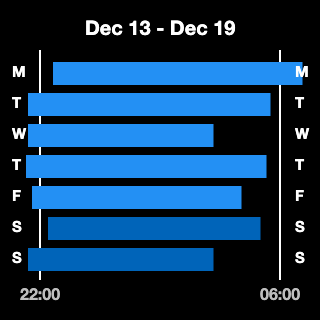 Dec 13 - Dec 19
M M
T T
W W
T T
F F
S S
S S
22:00 06:00